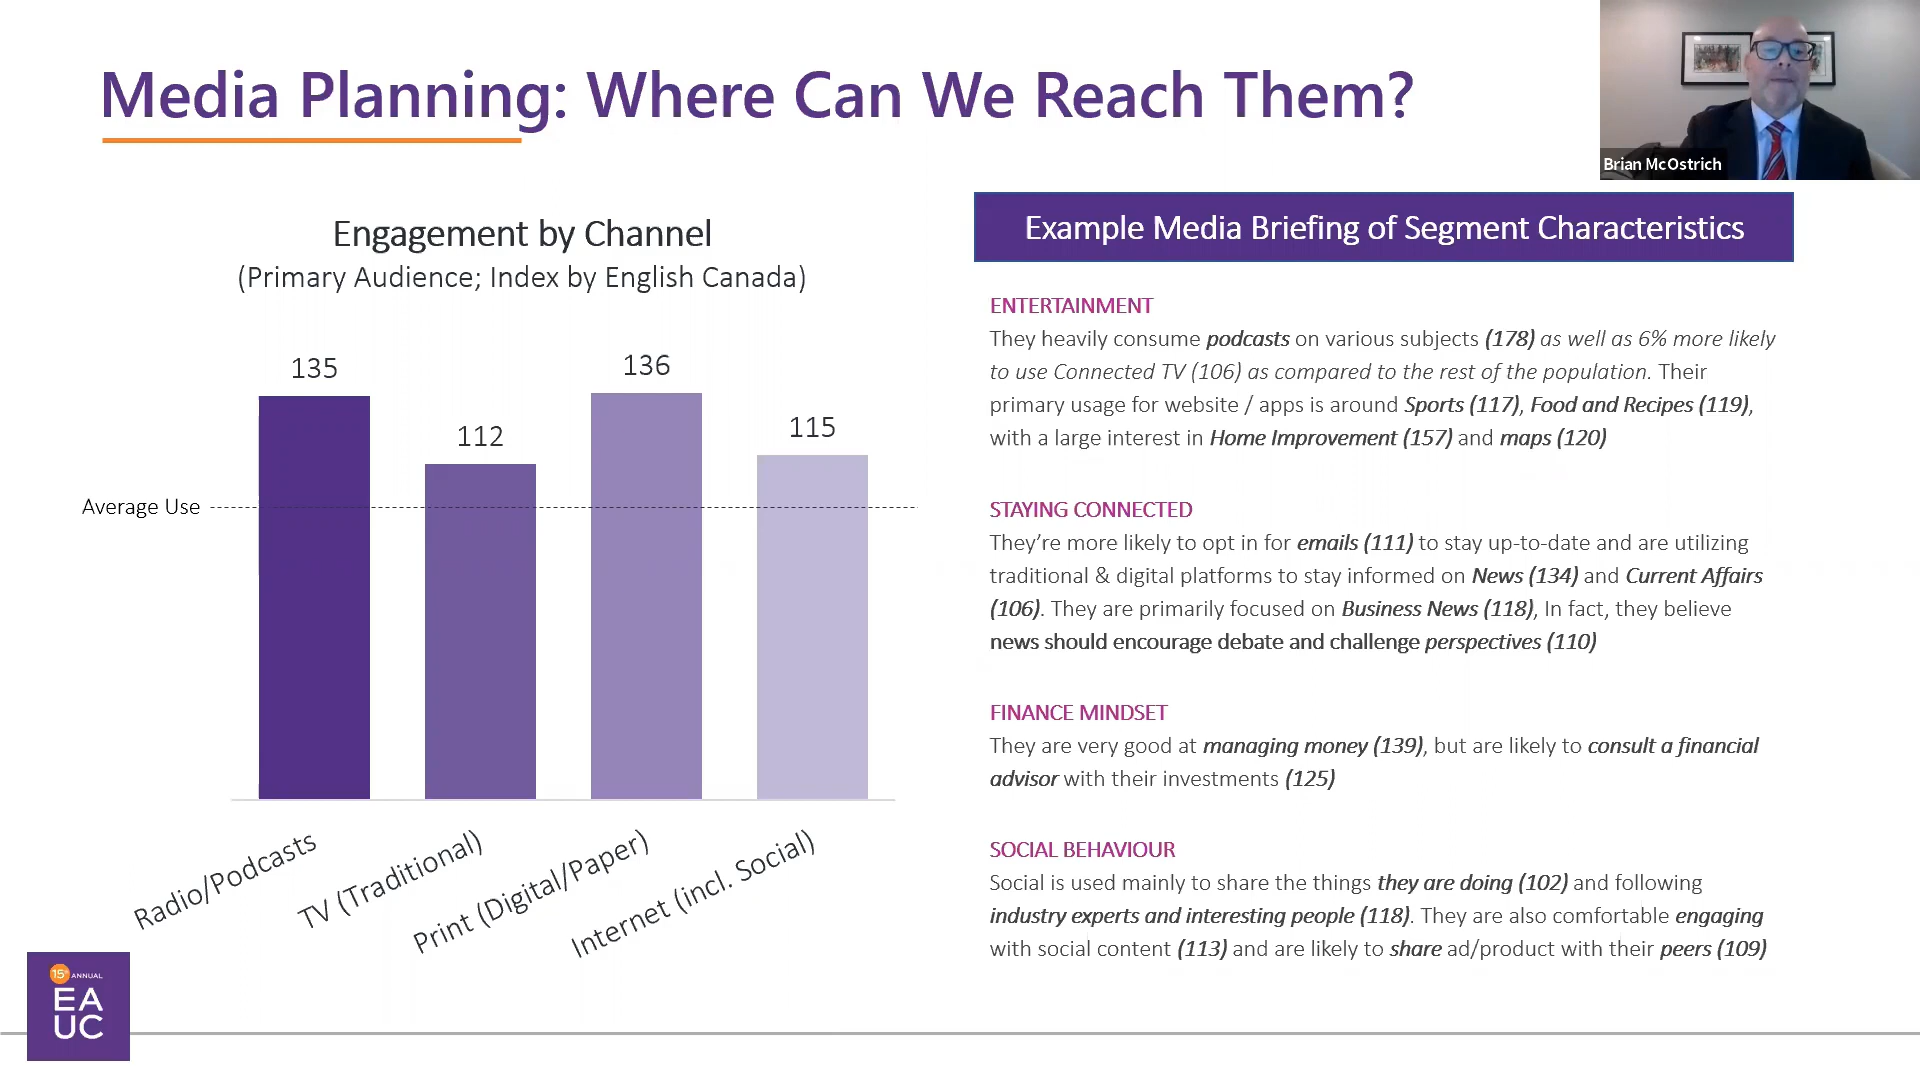 Media Planning: Where Can We Reach Them?
Brian McOstrich
Engagement by Channel
(Primary Audience; Index by English Canada)
135
112
136
115
Average Use
Radio/Podcasts
TV (Traditional)
Print (Digital/Paper)
Internet (incl. Social)
Example Media Briefing of Segment Characteristics
ENTERTAINMENT
They heavily consume podcasts on various subjects (178) as well as 6% more likely
to use Connected TV (106) as compared to the rest of the population. Their
primary usage for website / apps is around Sports (117), Food and Recipes (119),
with a large interest in Home Improvement (157) and maps (120)
STAYING CONNECTED
They’re more likely to opt in for emails (111) to stay up-to-date and are utilizing
traditional & digital platforms to stay informed on News (134) and Current Affairs
(106). They are primarily focused on Business News (118), In fact, they believe
news should encourage debate and challenge perspectives (110)
FINANCE MINDSET
They are very good at managing money (139), but are likely to consult a financial
advisor with their investments (125)
SOCIAL BEHAVIOUR
Social is used mainly to share the things they are doing (102) and following
industry experts and interesting people (118). They are also comfortable engaging
with social content (113) and are likely to share ad/product with their peers (109)
15th ANNUAL
EA
UC